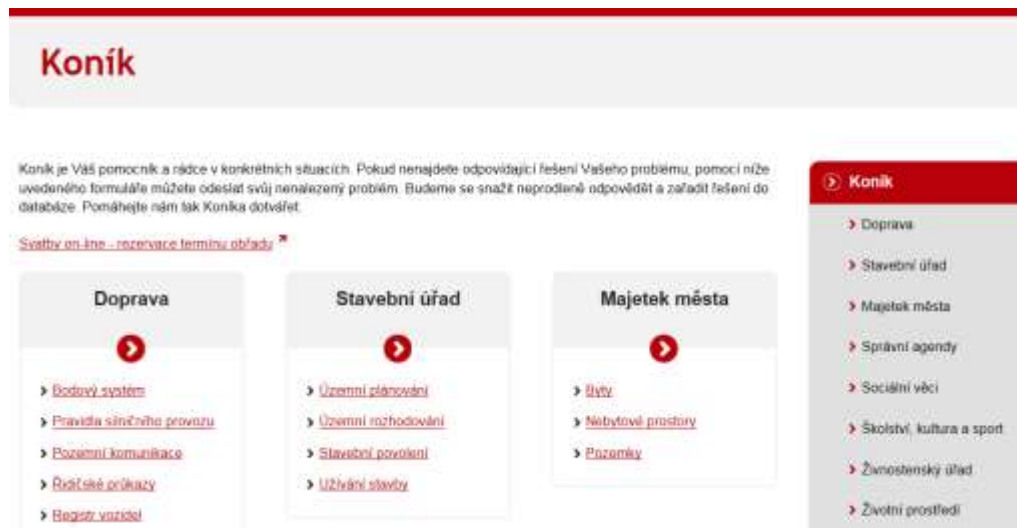 Koník
Koník je Váš pomocník a rádce v konkrétních situacích. Pokud nenajdete odpovídající řešení Vašeho problému, pomocí níže
uvedeného formuláře můžete odeslat svůj nenalezený problém. Budeme se snažit neprodleně odpovědět a zařadit řešení do
databáze. Pomáhejte nám tak Koníka dotvářet.
Svatby on-line - rezervace termínu obřadu
Doprava
Bodový systém
Pravidla silničního provozu
Pozemní komunikace
Řidičské průkazy
Registr vozidel
Stavební úřad
Územní plánování
Územní rozhodování
Stavební povolení
Užívání stavby
Majetek města
Byty
Nebytové prostory
Pozemky
Koník
Doprava
Stavební úřad
Majetek města
Správní agendy
Sociální věci
Školství, kultura a sport
Živnostenský úřad
Životní prostředí